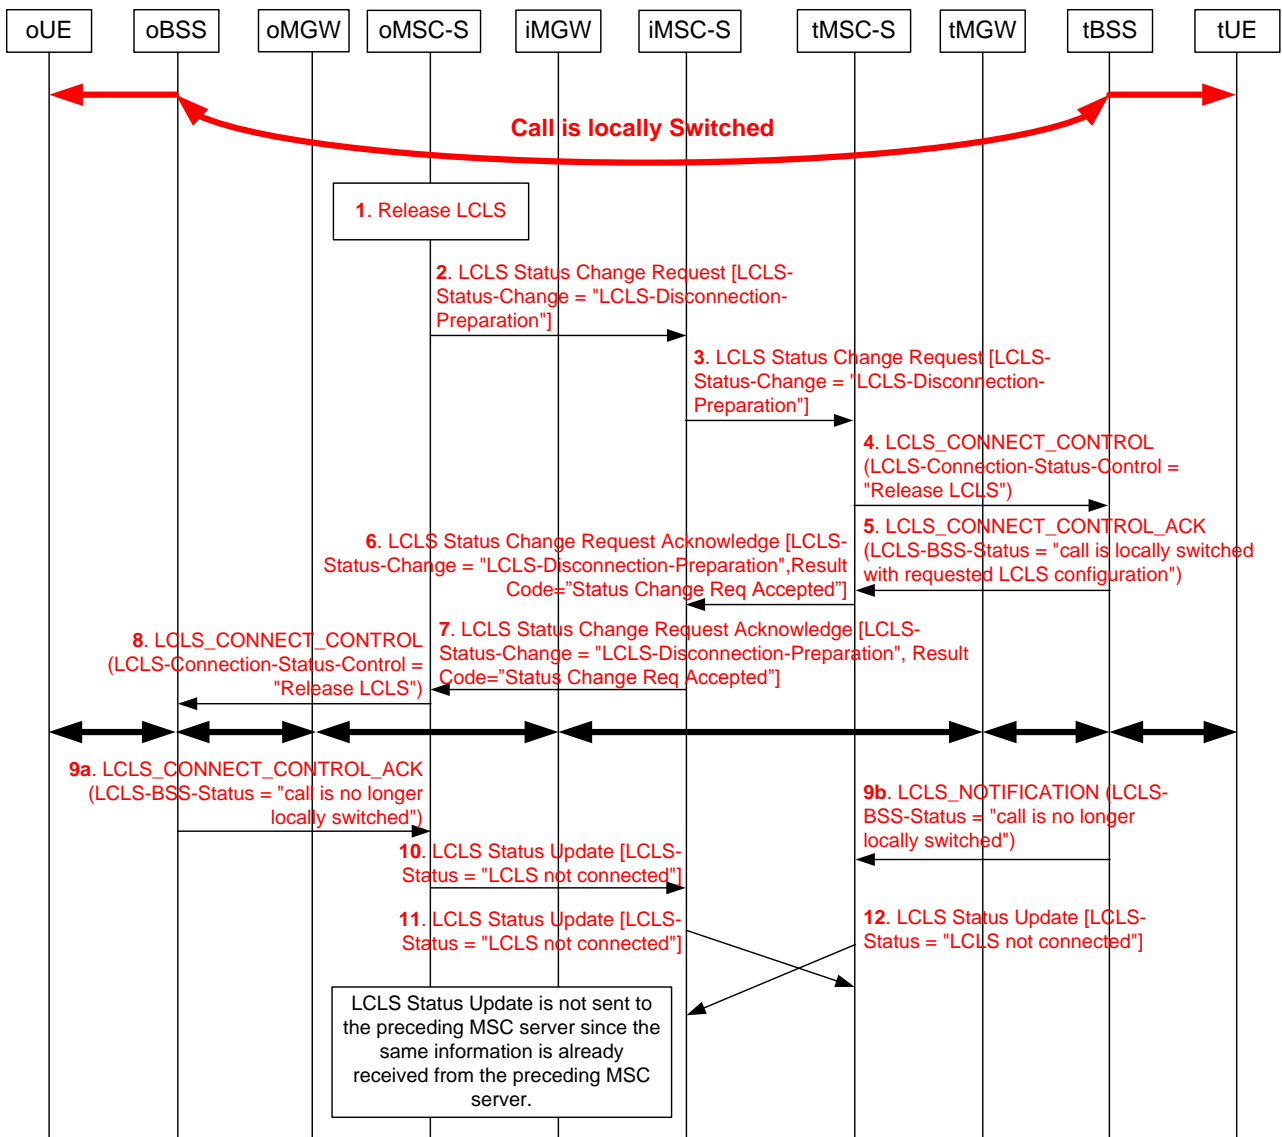 oUE oBSS oMGW oMSC-S iMGW iMSC-S tMSC-S tMGW tBSS tUE
Call is locally Switched
1. Release LCLS
2. LCLS Status Change Request [LCLS-
Status-Change = "LCLS-Disconnection-
Preparation"]
3. LCLS Status Change Request [LCLS-
Status-Change = "LCLS-Disconnection-
Preparation"]
4. LCLS_CONNECT_CONTROL
(LCLS-Connection-Status-Control =
"Release LCLS")
5. LCLS_CONNECT_CONTROL_ACK
(LCLS-BSS-Status = "call is locally switched
with requested LCLS configuration")
6. LCLS Status Change Request Acknowledge [LCLS-
Status-Change = "LCLS-Disconnection-Preparation",Result
Code=”Status Change Req Accepted”]
7. LCLS Status Change Request Acknowledge [LCLS-
Status-Change = "LCLS-Disconnection-Preparation", Result
Code=”Status Change Req Accepted”]
8. LCLS_CONNECT_CONTROL
(LCLS-Connection-Status-Control =
"Release LCLS")
9a. LCLS_CONNECT_CONTROL_ACK
(LCLS-BSS-Status = "call is no longer
locally switched")
9b. LCLS_NOTIFICATION (LCLS-
BSS-Status = "call is no longer
locally switched")
10. LCLS Status Update [LCLS-
Status = "LCLS not connected"]
11. LCLS Status Update [LCLS-
Status = "LCLS not connected"]
12. LCLS Status Update [LCLS-
Status = "LCLS not connected"]
LCLS Status Update is not sent to
the preceding MSC server since the
same information is already
received from the preceding MSC
server.